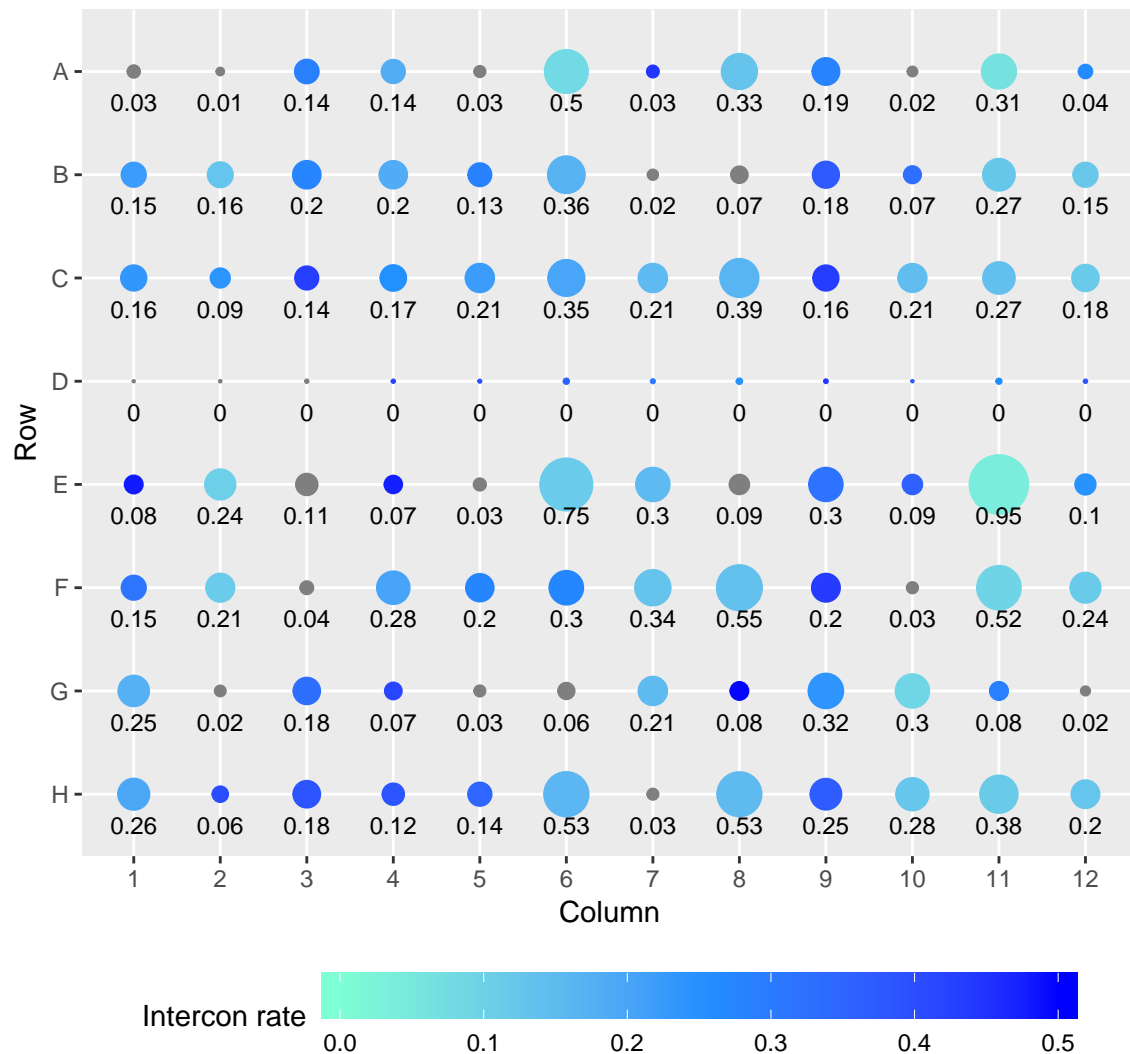 A
0.03 0.01 0.14 0.14 0.03 0.5 0.03 0.33 0.19 0.02 0.31 0.04
B
0.15 0.16 0.2 0.2 0.13 0.36 0.02 0.07 0.18 0.07 0.27 0.15
C
0.16 0.09 0.14 0.17 0.21 0.35 0.21 0.39 0.16 0.21 0.27 0.18
D
0 0 0 0 0 0 0 0 0 0 0 0
Row
E
0.08 0.24 0.11 0.07 0.03 0.75 0.3 0.09 0.3 0.09 0.95 0.1
F
0.15 0.21 0.04 0.28 0.2 0.3 0.34 0.55 0.2 0.03 0.52 0.24
G
0.25 0.02 0.18 0.07 0.03 0.06 0.21 0.08 0.32 0.3 0.08 0.02
H
0.26 0.06 0.18 0.12 0.14 0.53 0.03 0.53 0.25 0.28 0.38 0.2
1 2 3 4 5 6 7 8 9 10 11 12
Column
Intercon rate
0.0 0.1 0.2 0.3 0.4 0.5